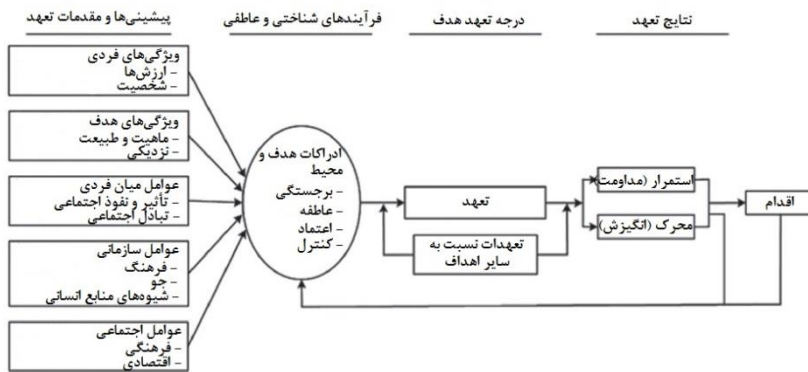 پیشینی‌ها و مقدمات تعهد
فرآیندهای شناختی و عاطفی
درجه تعهد هدف
نتایج تعهد
ویژگی‌های فردی
- ارزش‌ها
- شخصیت
ویژگی‌های هدف
- ماهیت و طبیعت
- نزدیکی
عوامل میان فردی
- تأثیر و نفوذ اجتماعی
- تبادل اجتماعی
عوامل سازمانی
- فرهنگ
- جو
- شیوه‌های منابع انسانی
عوامل اجتماعی
- فرهنگی
- اقتصادی
ادراکات هدف و
محیط
- برجستگی
- عاطفه
- اعتماد
- کنترل
تعهد
تعهدات نسبت به
سایر اهداف
استمرار (مداومت)
محرک (انگیزش)
اقدام